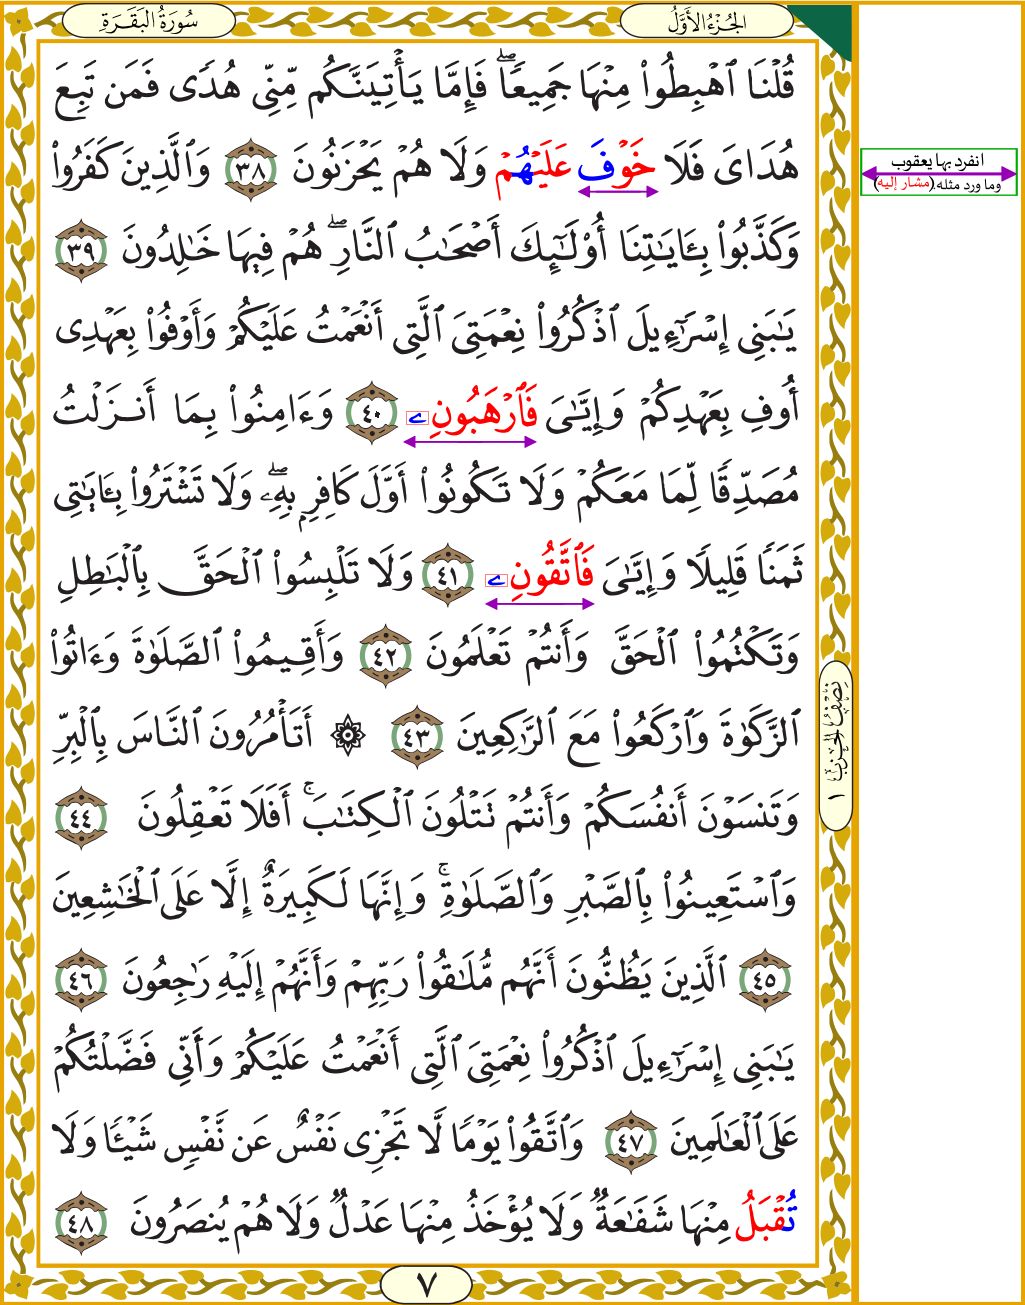 سُورَةُ البَقَرَةِ
الجُزْءُ الأَوَّلُ
قُلْنَا ٱهْبِطُوا۟ مِنْهَا جَمِيعًاۖ فَإِمَّا يَأْتِيَنَّكُم مِّنِّى هُدًى فَمَن تَبِعَ
هُدَاىَ فَلَا خَوْفَ عَلَيْهُمْ وَلَا هُمْ يَحْزَنُونَ ٣٨ وَٱلَّذِينَ كَفَرُوا۟
وَكَذَّبُوا۟ بِـَٔايَـٰتِنَا أُو۟لَـٰٓئِكَ أَصْحَـٰبُ ٱلنَّارِۖ هُمْ فِيهَا خَـٰلِدُونَ ٣٩
يَـٰبَنِى إِسْرَٰٓءِيلَ ٱذْكُرُوا۟ نِعْمَتِىَ ٱلَّتِى أَنْعَمْتُ عَلَيْكُمْ وَأَوْفُوا۟ بِعَهْدِى
أُوفِ بِعَهْدِكُمْ وَإِيَّـٰىَ فَٱرْهَبُونِۦ ٤٠ وَءَامِنُوا۟ بِمَا أَنزَلْتُ
مُصَدِّقًا لِّمَا مَعَكُمْ وَلَا تَكُونُوا۟ أَوَّلَ كَافِرٍۭ بِهِۦۖ وَلَا تَشْتَرُوا۟ بِـَٔايَـٰتِى
ثَمَنًا قَلِيلًا وَإِيَّـٰىَ فَٱتَّقُونِۦ ٤١ وَلَا تَلْبِسُوا۟ ٱلْحَقَّ بِٱلْبَـٰطِلِ
وَتَكْتُمُوا۟ ٱلْحَقَّ وَأَنتُمْ تَعْلَمُونَ ٤٢ وَأَقِيمُوا۟ ٱلصَّلَوٰةَ وَءَاتُوا۟
ٱلزَّكَوٰةَ وَٱرْكَعُوا۟ مَعَ ٱلرَّٰكِعِينَ ٤٣ ۞ أَتَأْمُرُونَ ٱلنَّاسَ بِٱلْبِرِّ
وَتَنسَوْنَ أَنفُسَكُمْ وَأَنتُمْ تَتْلُونَ ٱلْكِتَـٰبَۚ أَفَلَا تَعْقِلُونَ ٤٤
وَٱسْتَعِينُوا۟ بِٱلصَّبْرِ وَٱلصَّلَوٰةِۚ وَإِنَّهَا لَكَبِيرَةٌ إِلَّا عَلَى ٱلْخَـٰشِعِينَ
٤٥ ٱلَّذِينَ يَظُنُّونَ أَنَّهُم مُّلَـٰقُوا۟ رَبِّهِمْ وَأَنَّهُمْ إِلَيْهِ رَٰجِعُونَ ٤٦
يَـٰبَنِى إِسْرَٰٓءِيلَ ٱذْكُرُوا۟ نِعْمَتِىَ ٱلَّتِى أَنْعَمْتُ عَلَيْكُمْ وَأَنِّى فَضَّلْتُكُمْ
عَلَى ٱلْعَـٰلَمِينَ ٤٧ وَٱتَّقُوا۟ يَوْمًا لَّا تَجْزِى نَفْسٌ عَن نَّفْسٍ شَيْـًٔا وَلَا
تُقْبَلُ مِنْهَا شَفَـٰعَةٌ وَلَا يُؤْخَذُ مِنْهَا عَدْلٌ وَلَا هُمْ يُنصَرُونَ ٤٨
٧
انفرد بها يعقوب
وما ورد مثله.(مشار إليه)
نِصْفُ الحِزْبِ ١